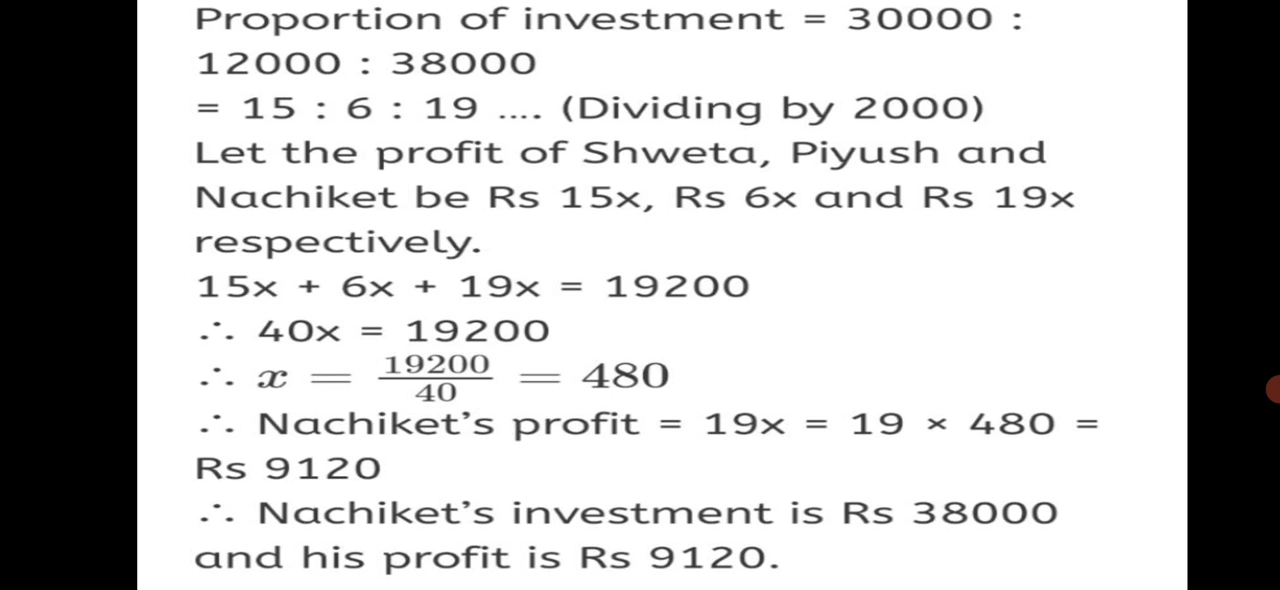 Proportion of investment = 30000 :
12000 : 38000
= 15 : 6 : 19 .... (Dividing by 2000)
Let the profit of Shweta, Piyush and
Nachiket be Rs 15x, Rs 6x and Rs 19x
respectively.
15x + 6x + 19x = 19200
∴ 40x = 19200
∴ x = 19200/40 = 480
∴ Nachiket’s profit = 19x = 19 × 480 =
Rs 9120
∴ Nachiket’s investment is Rs 38000
and his profit is Rs 9120.